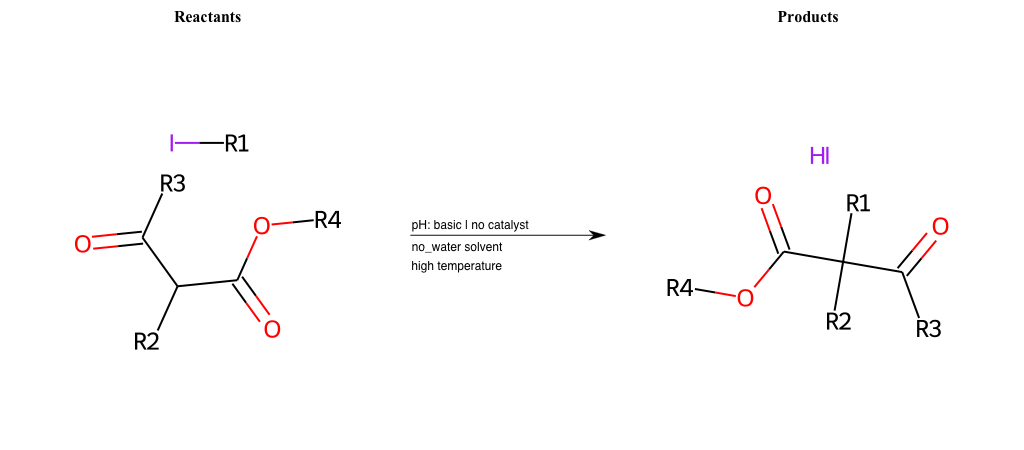 Reactants
Products
I R1
R3
O
O R4
R2
O
pH: basic | no catalyst
no_water solvent
high temperature
HI
O
R1
O
R4 O
R2
R3